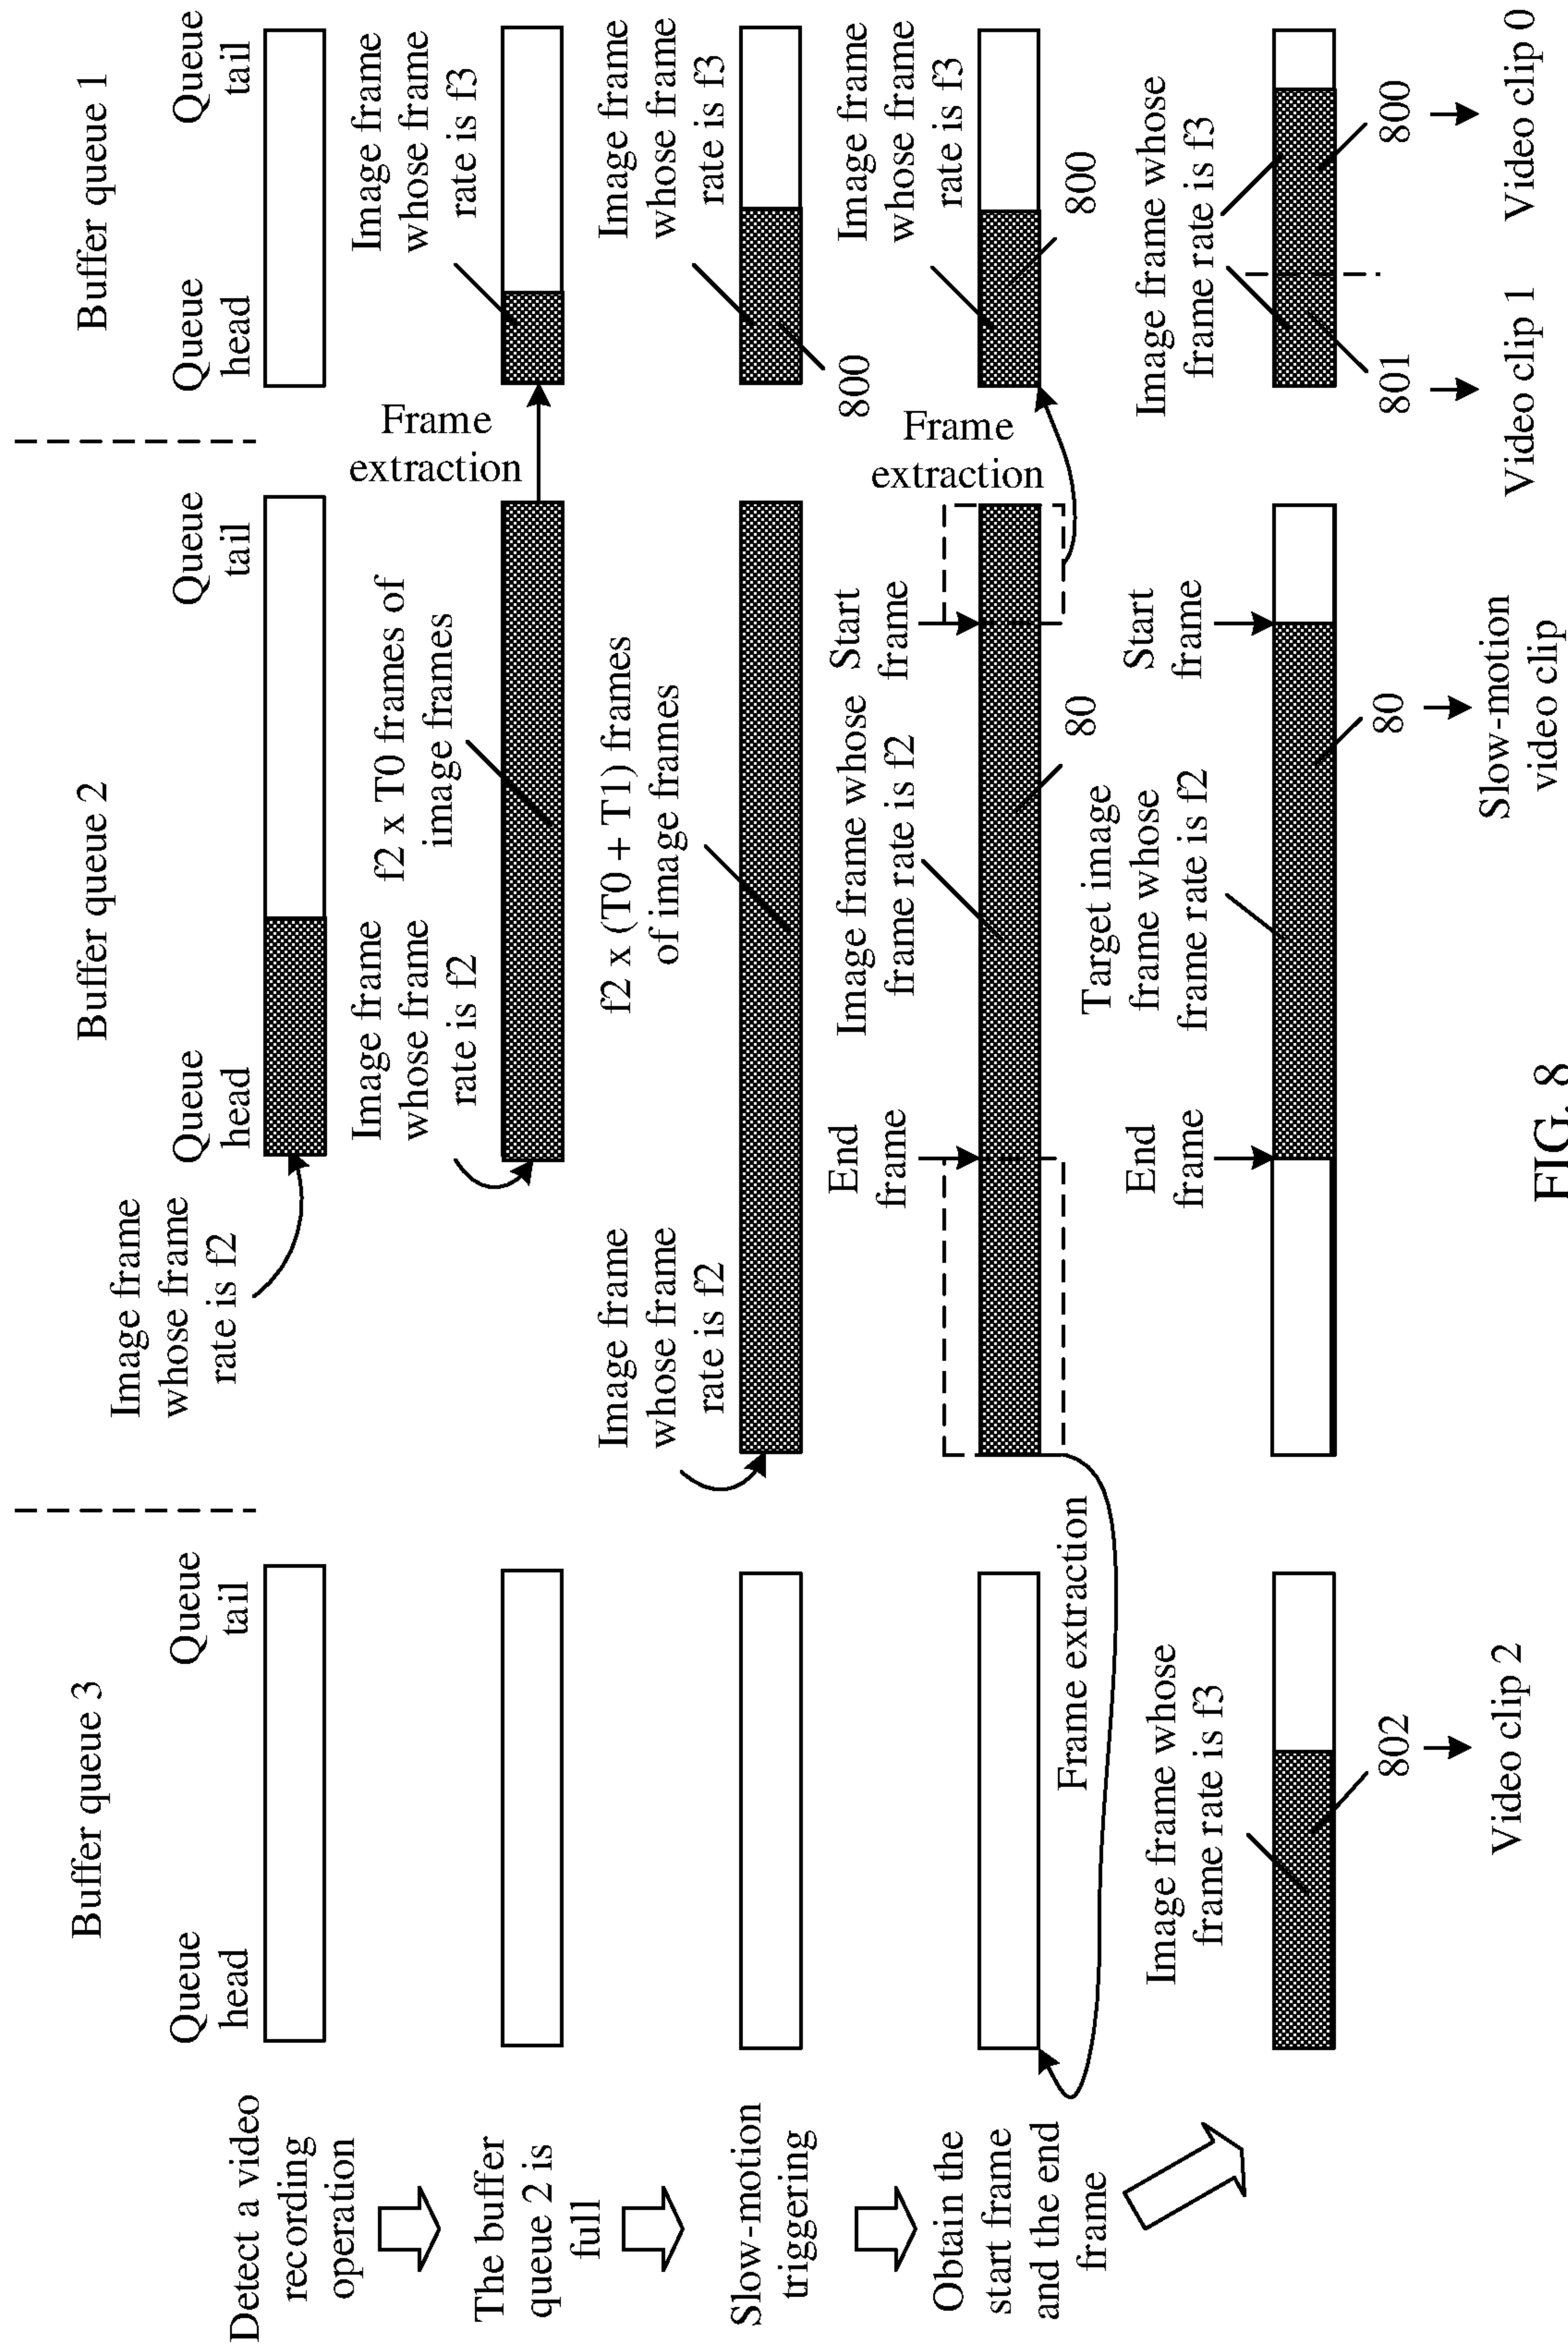 Buffer queue 3
Buffer queue 2
Buffer queue 1
Queue
head
Queue
tail
Queue
head
Queue
tail
Queue
head
Queue
tail
Detect a video
recording
operation
Image frame
whose frame
rate is f2
The buffer
queue 2 is
full
Image frame
whose frame
rate is f2
f2 x T0 frames of
image frames
Frame
extraction
Image frame
whose frame
rate is f3
Slow-motion
triggering
Image frame
whose frame
rate is f2
f2 x (T0 + T1) frames
of image frames
Image frame
whose frame
rate is f3
800
Obtain the
start frame
and the end
frame
Frame extraction
End
frame
Image frame whose
frame rate is f2
Start
frame
80
Frame
extraction
Image frame
whose frame
rate is f3
800
Image frame whose
frame rate is f3
802
Video clip 2
End
frame
Target image
frame whose
frame rate is f2
Start
frame
80
Slow-motion
video clip
Image frame whose
frame rate is f3
801
800
Video clip 1
Video clip 0
FIG. 8